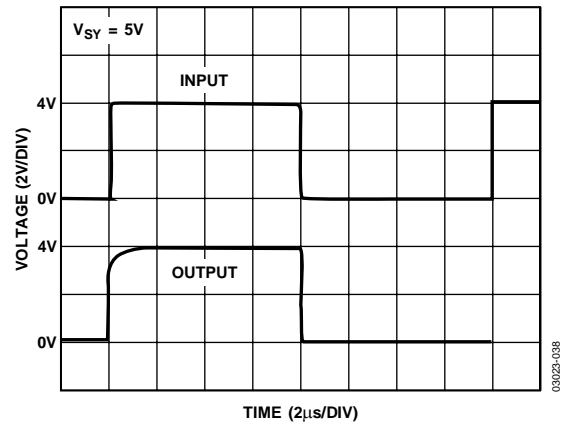 V_SY = 5V
INPUT
4V
0V
4V
OUTPUT
0V
VOLTAGE (2V/DIV)
TIME (2µs/DIV)
03023-038